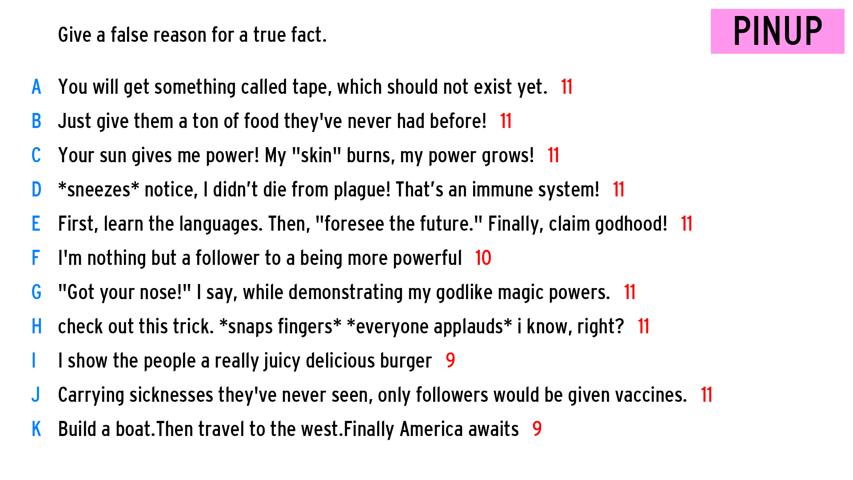 Give a false reason for a true fact.
PINUP
A You will get something called tape, which should not exist yet. 11
B Just give them a ton of food they've never had before! 11
C Your sun gives me power! My "skin" burns, my power grows! 11
D *sneezes* notice, I didn’t die from plague! That’s an immune system! 11
E First, learn the languages. Then, "foresee the future." Finally, claim godhood! 11
F I'm nothing but a follower to a being more powerful 10
G "Got your nose!" I say, while demonstrating my godlike magic powers. 11
H check out this trick. *snaps fingers* *everyone applauds* i know, right? 11
I I show the people a really juicy delicious burger 9
J Carrying sicknesses they've never seen, only followers would be given vaccines. 11
K Build a boat.Then travel to the west.Finally America awaits 9